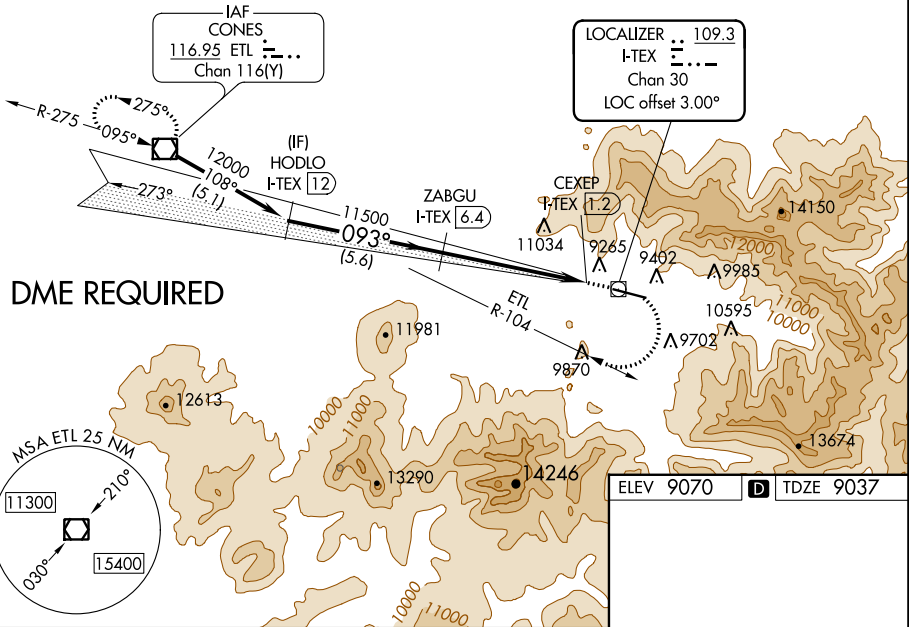 IAF
CONES
116.95 ETL
Chan 116(Y)
LOCALIZER 109.3
I-TEX
Chan 30
LOC offset 3.00°
R-275
095°
275°
12000
108°
(5.1)
273°
(IF)
HODLO
I-TEX 12
11500
093°
(5.6)
ZABGU
I-TEX 6.4
CEXEP
I-TEX 1.2
11034
9265
9402
9985
14150
12000
11000
10000
10595
9702
9870
ETL
R-104
DME REQUIRED
11981
12613
10000
11000
13290
14246
13674
MSA ETL 25 NM
11300
210°
030°
15400
10000
11000
ELEV 9070 D TDZE 9037